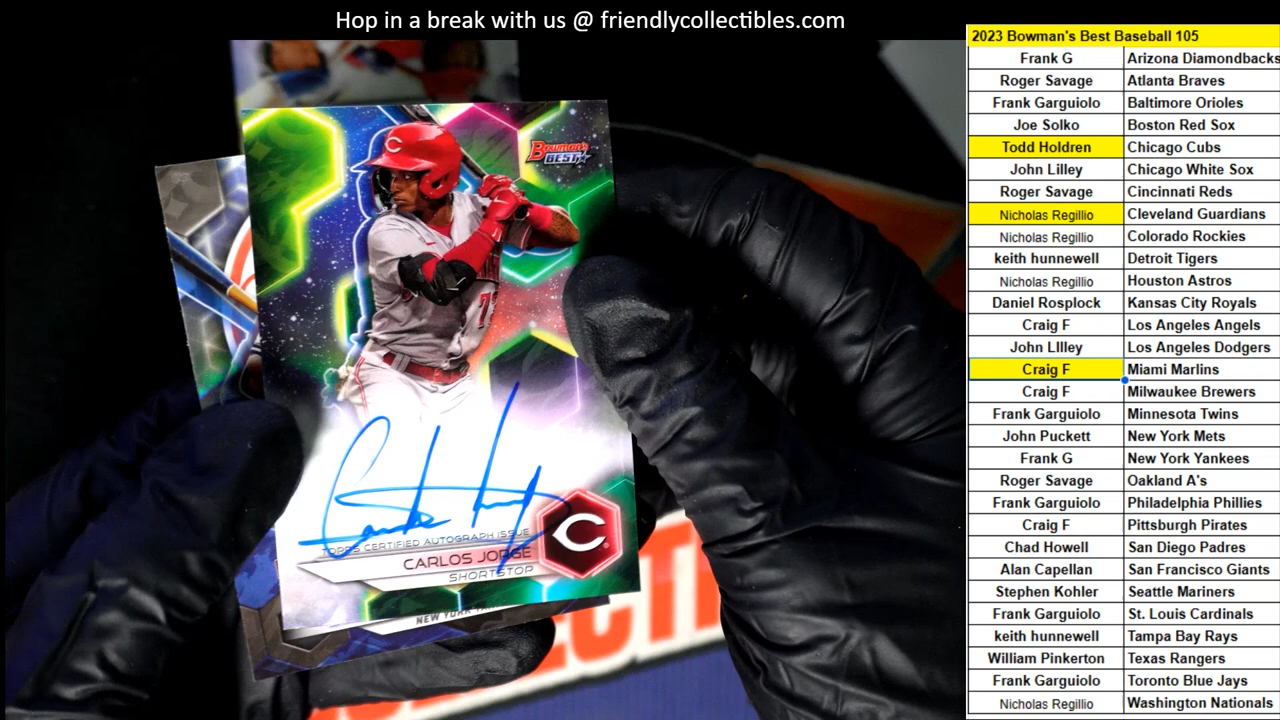 Hop in a break with us @ friendlycollectibles.com
BOWMAN'S
BEST
C
7
TOPPS CERTIFIED AUTOGRAPH ISSUE
CARLOS JORGE
SHORTSTOP
C
NEW YORK
2023 Bowman's Best Baseball 105
Frank G Arizona Diamondbacks
Roger Savage Atlanta Braves
Frank Garguiolo Baltimore Orioles
Joe Solko Boston Red Sox
Todd Holdren Chicago Cubs
John Lilley Chicago White Sox
Roger Savage Cincinnati Reds
Nicholas Regillio Cleveland Guardians
Nicholas Regillio Colorado Rockies
keith hunnewell Detroit Tigers
Nicholas Regillio Houston Astros
Daniel Rosplock Kansas City Royals
Craig F Los Angeles Angels
John LIlley Los Angeles Dodgers
Craig F Miami Marlins
Craig F Milwaukee Brewers
Frank Garguiolo Minnesota Twins
John Puckett New York Mets
Frank G New York Yankees
Roger Savage Oakland A's
Frank Garguiolo Philadelphia Phillies
Craig F Pittsburgh Pirates
Chad Howell San Diego Padres
Alan Capellan San Francisco Giants
Stephen Kohler Seattle Mariners
Frank Garguiolo St. Louis Cardinals
keith hunnewell Tampa Bay Rays
William Pinkerton Texas Rangers
Frank Garguiolo Toronto Blue Jays
Nicholas Regillio Washington Nationals